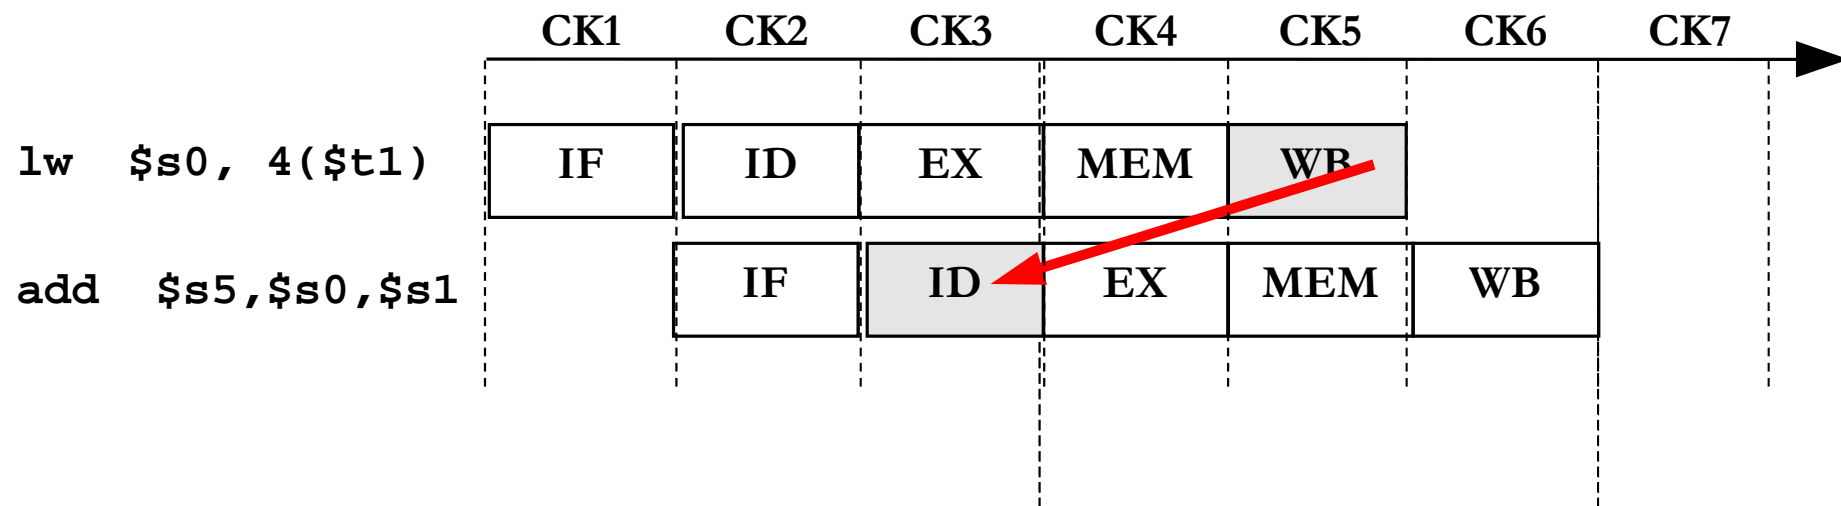 CK1 CK2 CK3 CK4 CK5 CK6 CK7
lw $s0, 4($t1) IF ID EX MEM WB
add $s5,$s0,$s1 IF ID EX MEM WB